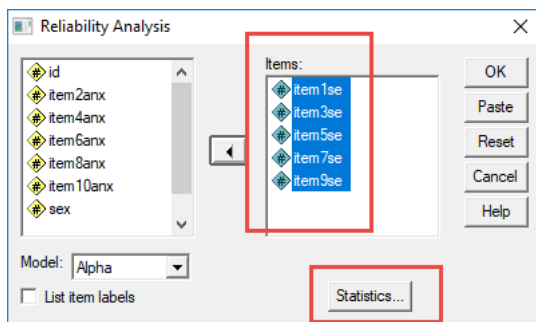 Reliability Analysis
id
item2anx
item4anx
item6anx
item8anx
item10anx
sex
Items:
item1se
item3se
item5se
item7se
item9se
OK
Paste
Reset
Cancel
Help
Model: Alpha
List item labels
Statistics...